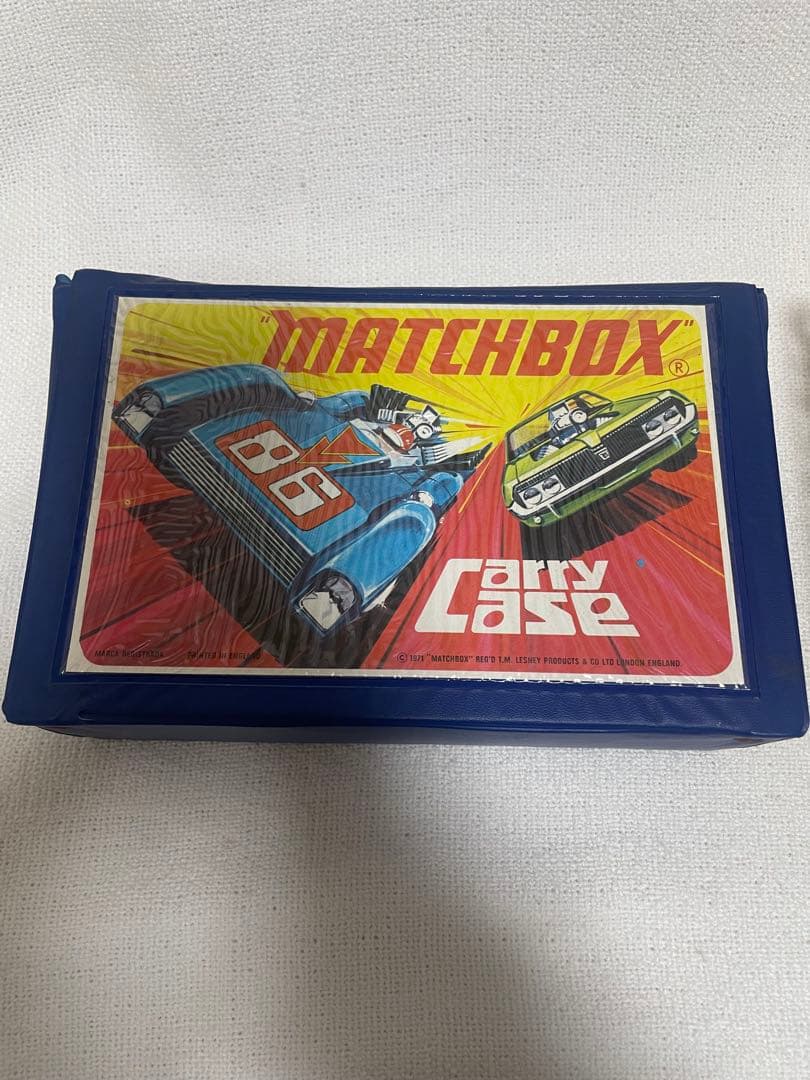 "MATCHBOX"®
86
Carry
Case
MARCA REGISTRADA PRINTED IN ENGLAND
© 1971 "MATCHBOX" REG'D T.M. LESNEY PRODUCTS & CO LTD LONDON ENGLAND.